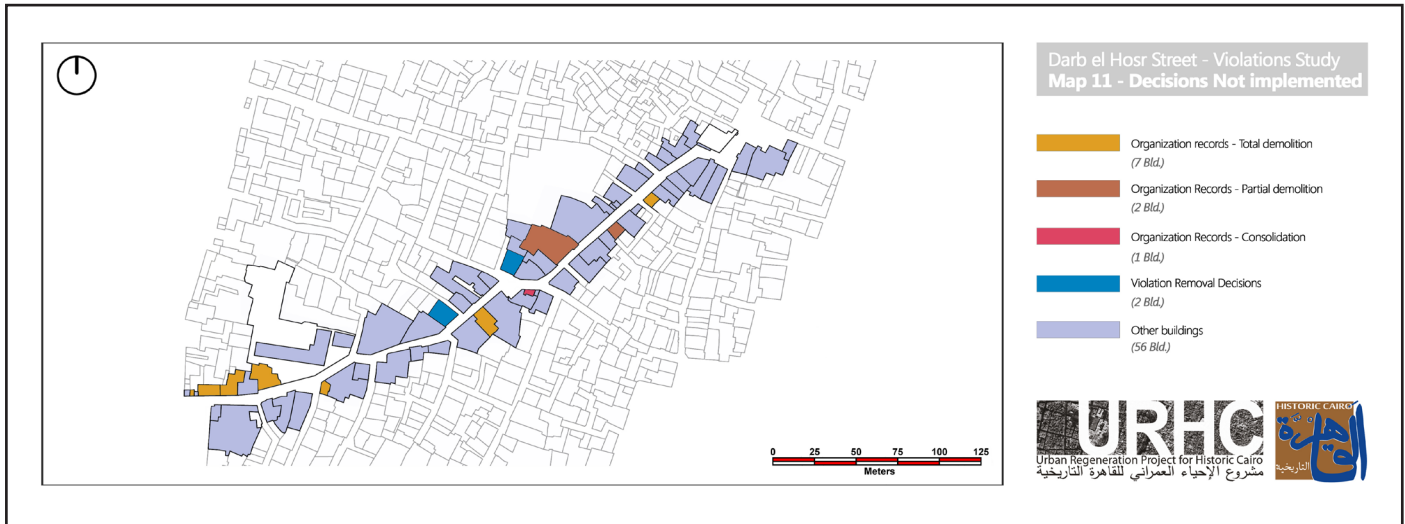 Darb el Hosr Street - Violations Study
Map 11 - Decisions Not implemented
Organization records - Total demolition
(7 Bld.)
Organization Records - Partial demolition
(2 Bld.)
Organization Records - Consolidation
(1 Bld.)
Violation Removal Decisions
(2 Bld.)
Other buildings
(56 Bld.)
0 25 50 75 100 125
Meters
URHC
Urban Regeneration Project for Historic Cairo
مشروع الإحياء العمراني للقاهرة التاريخية
HISTORIC CAIRO
القاهرة
التاريخية